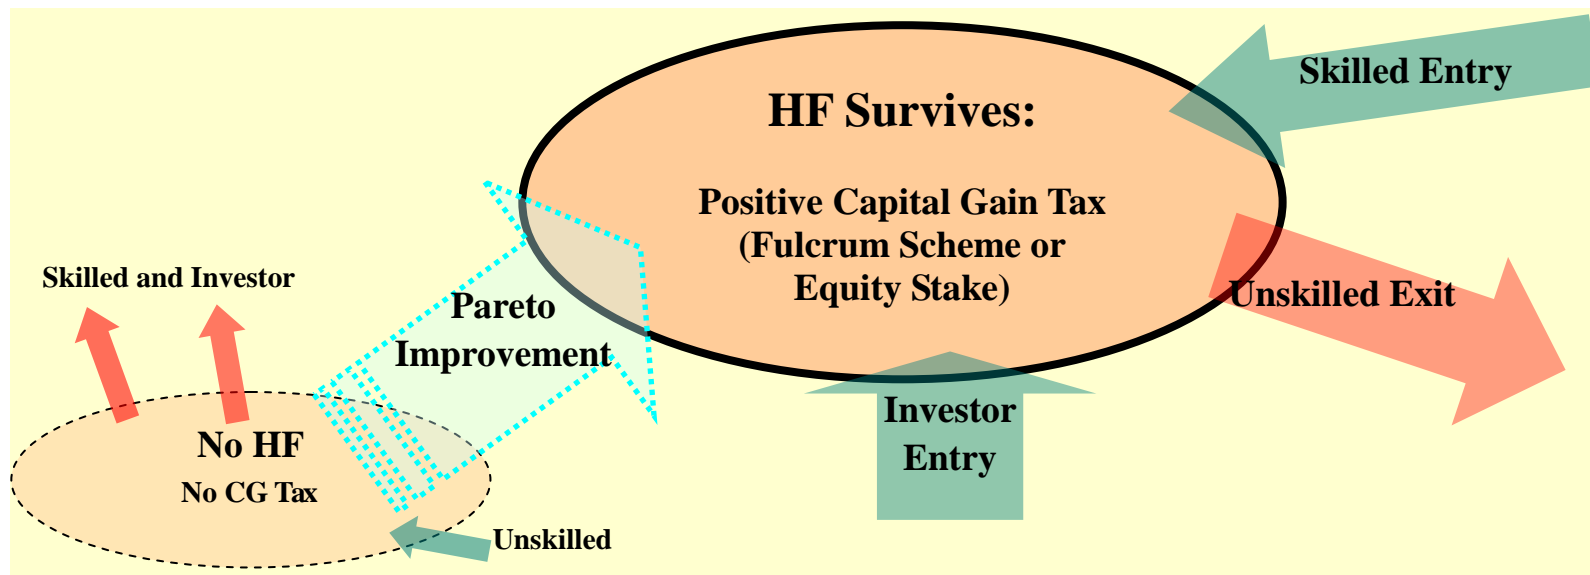 Skilled Entry
HF Survives:
Positive Capital Gain Tax
(Fulcrum Scheme or
Equity Stake)
Unskilled Exit
Skilled and Investor
Pareto
Improvement
Investor
Entry
No HF
No CG Tax
Unskilled